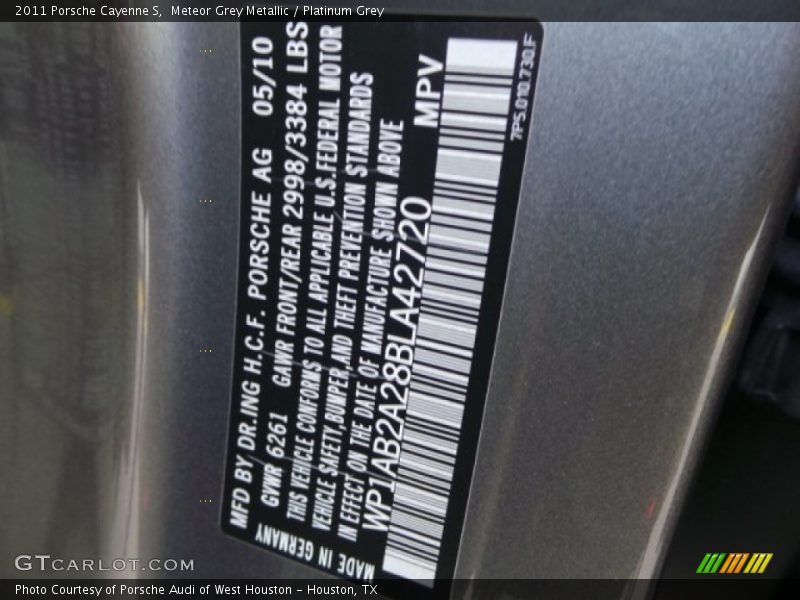 2011 Porsche Cayenne S,  Meteor Grey Metallic / Platinum Grey
MFD BY DR.ING H.C.F. PORSCHE AG 05/10
GVWR 6261 GAWR FRONT/REAR 2998/3384 LBS
THIS VEHICLE CONFORMS TO ALL APPLICABLE U.S.FEDERAL MOTOR
VEHICLE SAFETY,BUMPER,AND THEFT PREVENTION STANDARDS
IN EFFECT ON THE DATE OF MANUFACTURE SHOWN ABOVE
WP1AB2A28BLA42720 MPV
MADE IN GERMANY
7P5.010.730.F
GTCARLOT.COM
Photo Courtesy of Porsche Audi of West Houston – Houston, TX